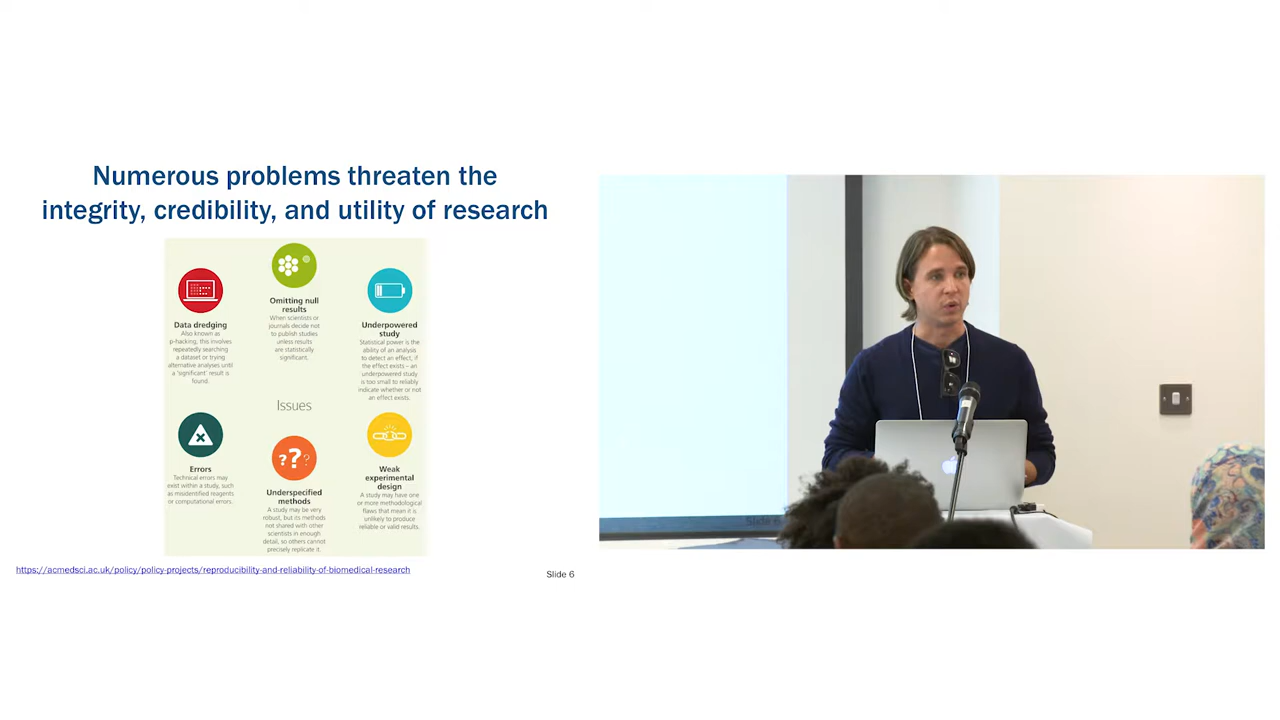 Numerous problems threaten the
integrity, credibility, and utility of research
Omitting null
results
When scientists or
journals decide not
to publish studies
unless results
are statistically
significant.
Data dredging
Also known as
p-hacking, this involves
repeatedly searching
a dataset or trying
alternative analyses until
a 'significant' result is
found.
Underpowered
study
Statistical power is the
ability of an analysis
to detect an effect, if
the effect exists – an
underpowered study
is too small to reliably
indicate whether or not
an effect exists.
Issues
Errors
Technical errors may
exist within a study, such
as misidentified reagents
or computational errors.
???
Underspecified
methods
A study may be very
robust, but its methods
not shared with other
scientists in enough
detail, so others cannot
precisely replicate it.
Weak
experimental
design
A study may have one
or more methodological
flaws that mean it is
unlikely to produce
reliable or valid results.
https://acmedsci.ac.uk/policy/policy-projects/reproducibility-and-reliability-of-biomedical-research
Slide 6
Slide 6